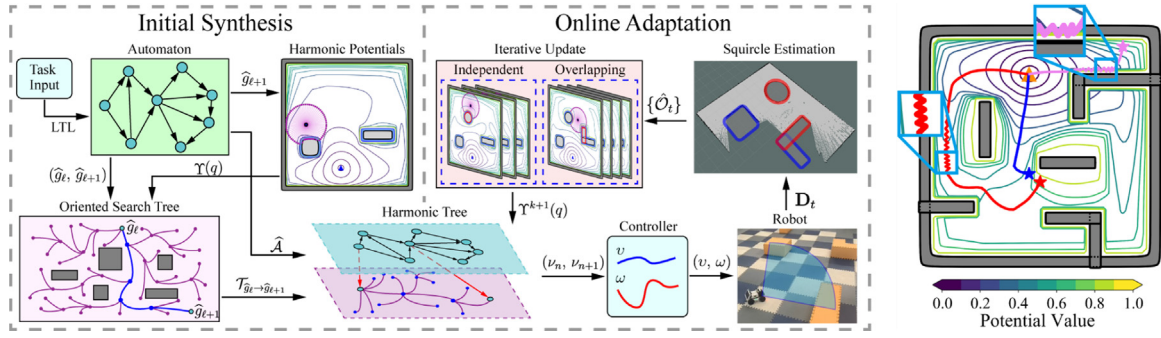 Initial Synthesis
Online Adaptation
Automaton
Harmonic Potentials
Iterative Update
Squircle Estimation
Task
Input
LTL
ĝ_{ℓ+1}
Independent
Overlapping
{Ô_t}
(ĝ_ℓ, ĝ_{ℓ+1})
Υ(q)
D_t
Oriented Search Tree
Harmonic Tree
Υ^{k+1}(q)
Controller
Robot
ĝ_ℓ
Â
(ν_n, ν_{n+1})
υ
ω
(υ, ω)
T_{ĝ_ℓ→ĝ_{ℓ+1}}
ĝ_{ℓ+1}
0.0 0.2 0.4 0.6 0.8 1.0
Potential Value